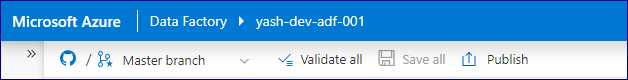 Microsoft Azure Data Factory yash-dev-adf-001
» / Master branch Validate all Save all Publish